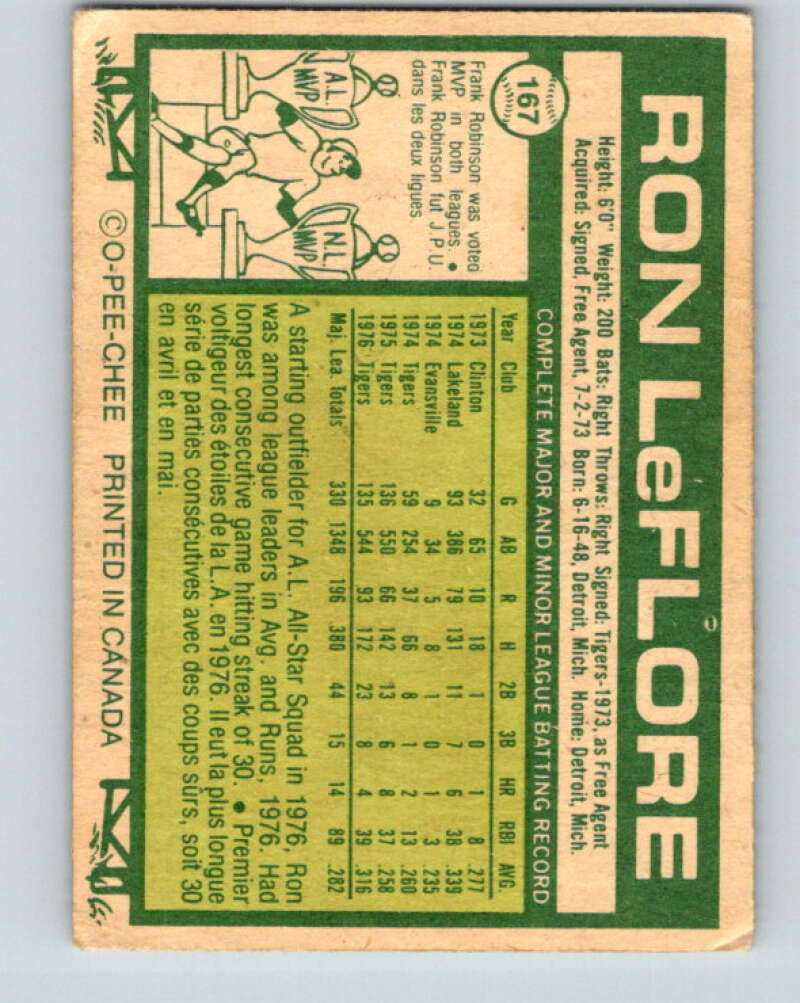 167
RON LeFLORE
Height: 6'0" Weight: 200 Bats: Right Throws: Right Signed: Tigers-1973, as Free Agent
Acquired: Signed, Free Agent, 7-2-73 Born: 6-16-48, Detroit, Mich. Home: Detroit, Mich.
Frank Robinson was voted
MVP in both leagues. •
Frank Robinson fut J.P.U.
dans les deux ligues.
A.L. MVP
N.L. MVP
COMPLETE MAJOR AND MINOR LEAGUE BATTING RECORD
Year Club G AB R H 2B 3B HR RBI AVG.
1973 Clinton 32 65 10 18 1 0 1 8 .277
1974 Lakeland 93 386 79 131 11 7 6 38 .339
1974 Evansville 9 34 5 8 1 0 1 3 .235
1974 Tigers 59 254 37 66 8 1 2 13 .260
1975 Tigers 136 550 66 142 13 6 8 37 .258
1976 Tigers 135 544 93 172 23 8 4 39 .316
Maj. Lea. Totals 330 1348 196 380 44 15 14 89 .282
A starting outfielder for A.L. All-Star Squad in 1976, Ron
was among league leaders in Avg. and Runs, 1976. Had
longest consecutive game hitting streak of 30. • Premier
voltigeur des étoiles de la L.A. en 1976. Il eut la plus longue
série de parties consécutives avec des coups sûrs, soit 30
en avril et en mai.
©O-PEE-CHEE PRINTED IN CANADA